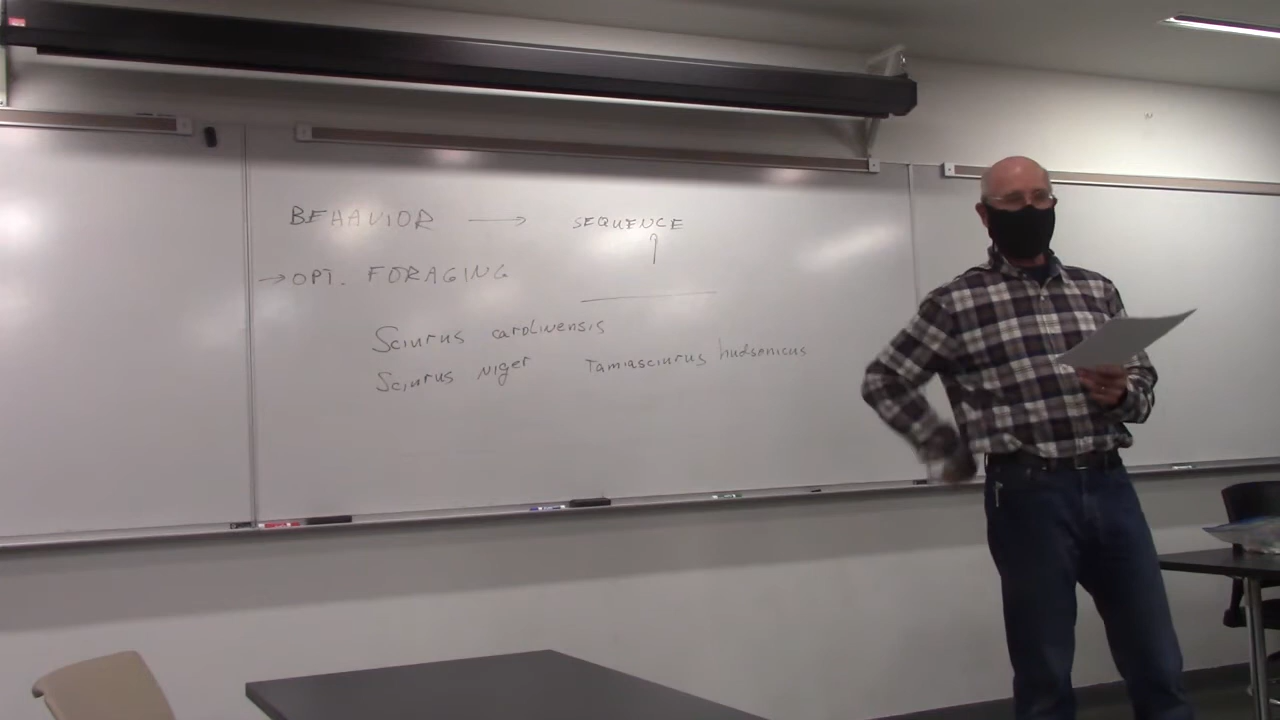 BEHAVIOR → SEQUENCE
↑
→ OPT. FORAGING
Sciurus carolinensis
Sciurus niger Tamiasciurus hudsonicus